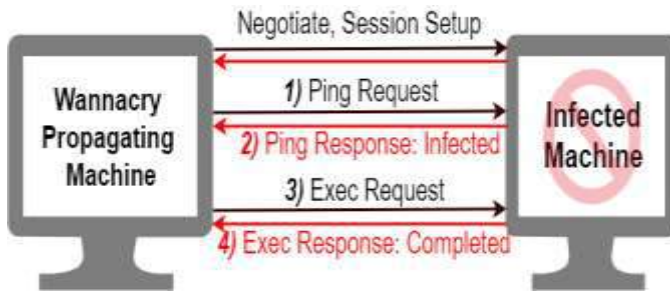 Negotiate, Session Setup
Wannacry
Propagating
Machine
1) Ping Request
2) Ping Response: Infected
3) Exec Request
4) Exec Response: Completed
Infected
Machine